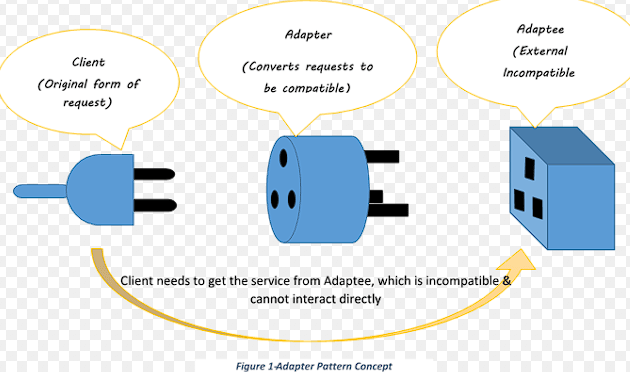 Client
(Original form of
request)
Adapter
(Converts requests to
be compatible)
Adaptee
(External
Incompatible
Client needs to get the service from Adaptee, which is incompatible &
cannot interact directly
Figure 1-Adapter Pattern Concept